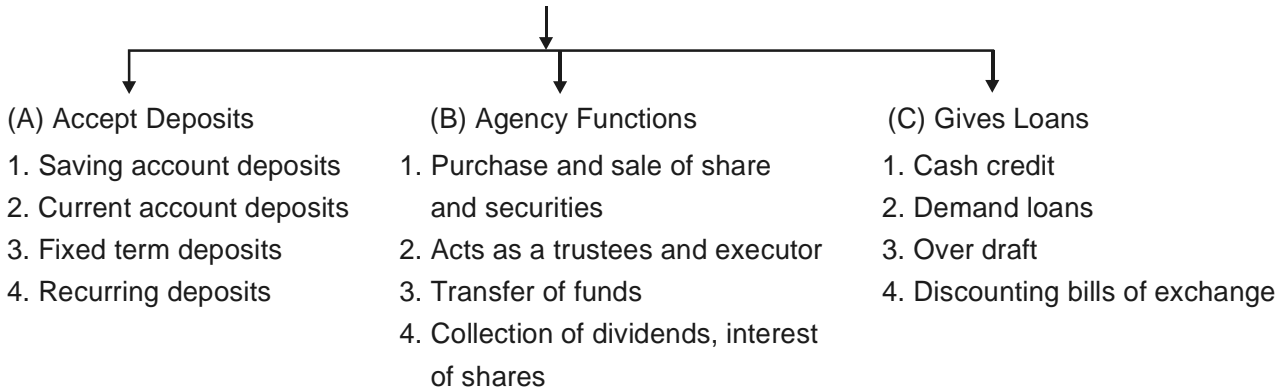 (A) Accept Deposits
1. Saving account deposits
2. Current account deposits
3. Fixed term deposits
4. Recurring deposits
(B) Agency Functions
1. Purchase and sale of share
and securities
2. Acts as a trustees and executor
3. Transfer of funds
4. Collection of dividends, interest
of shares
(C) Gives Loans
1. Cash credit
2. Demand loans
3. Over draft
4. Discounting bills of exchange